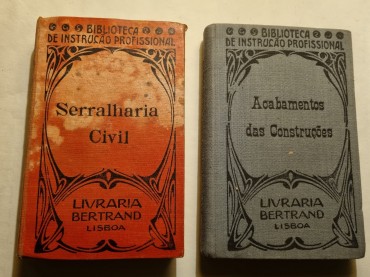 BIBLIOTECA
DE INSTRUÇÃO PROFISSIONAL
Serralharia
Civil
LIVRARIA
BERTRAND
LISBOA
BIBLIOTECA
DE INSTRUÇÃO PROFISSIONAL
Acabamentos
das Construções
LIVRARIA
BERTRAND
LISBOA